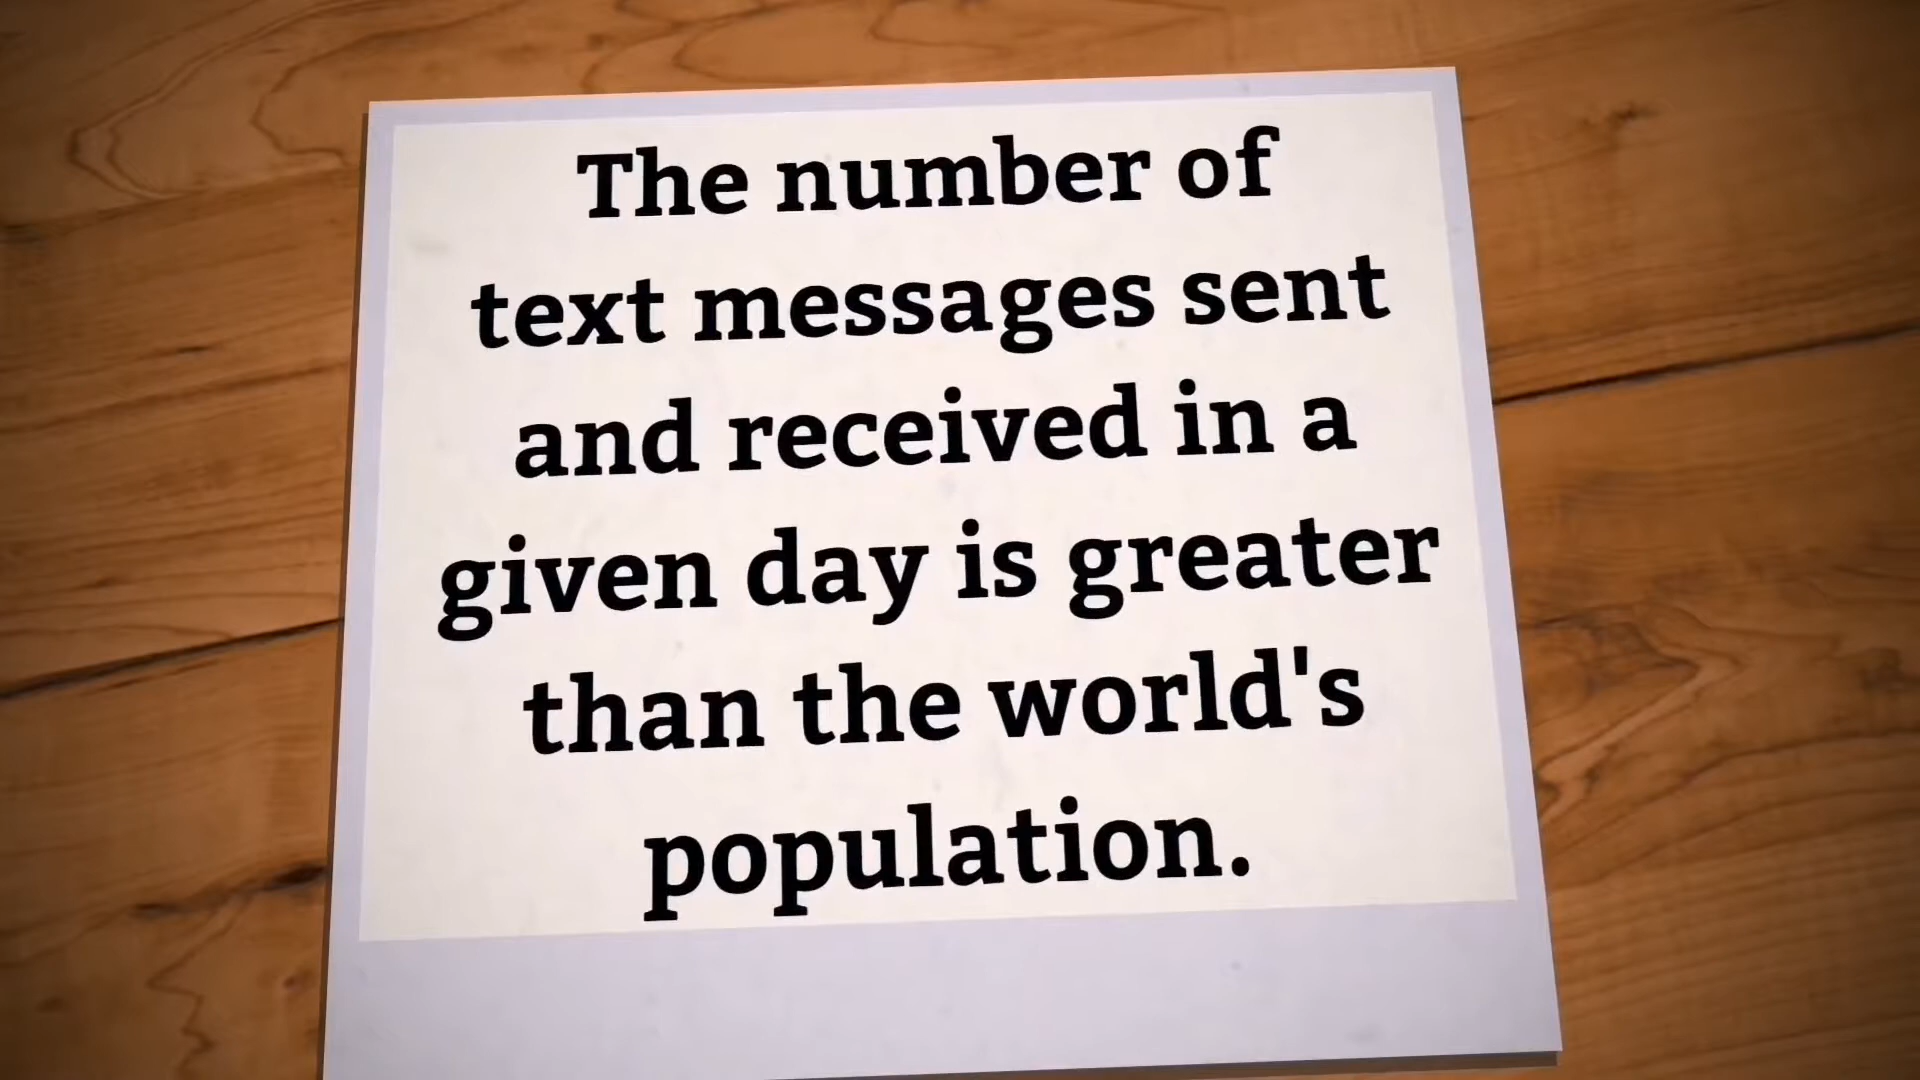 The number of
text messages sent
and received in a
given day is greater
than the world's
population.